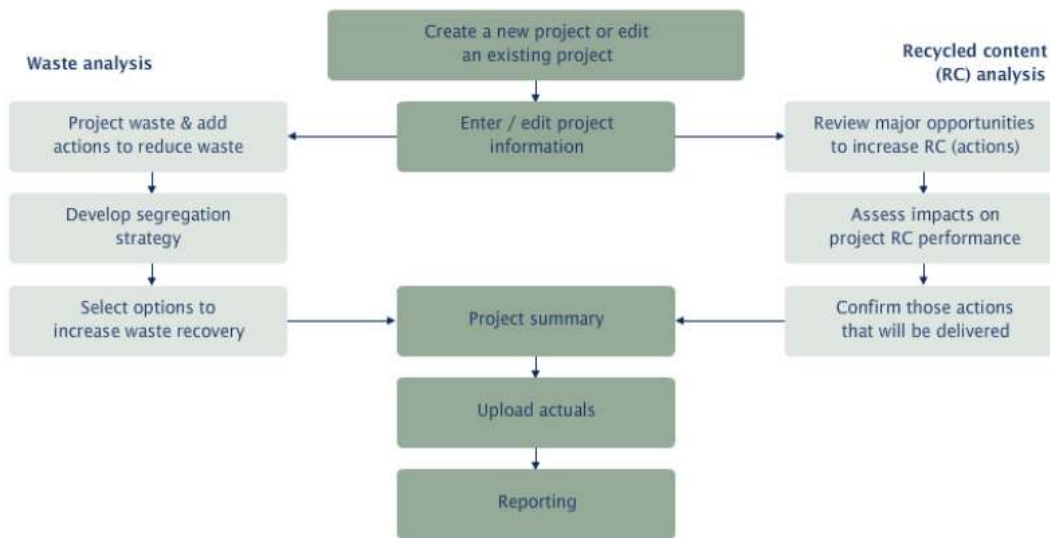 Create a new project or edit
an existing project
Waste analysis
Recycled content
(RC) analysis
Project waste & add
actions to reduce waste
Enter / edit project
information
Review major opportunities
to increase RC (actions)
Develop segregation
strategy
Assess impacts on
project RC performance
Select options to
increase waste recovery
Project summary
Confirm those actions
that will be delivered
Upload actuals
Reporting